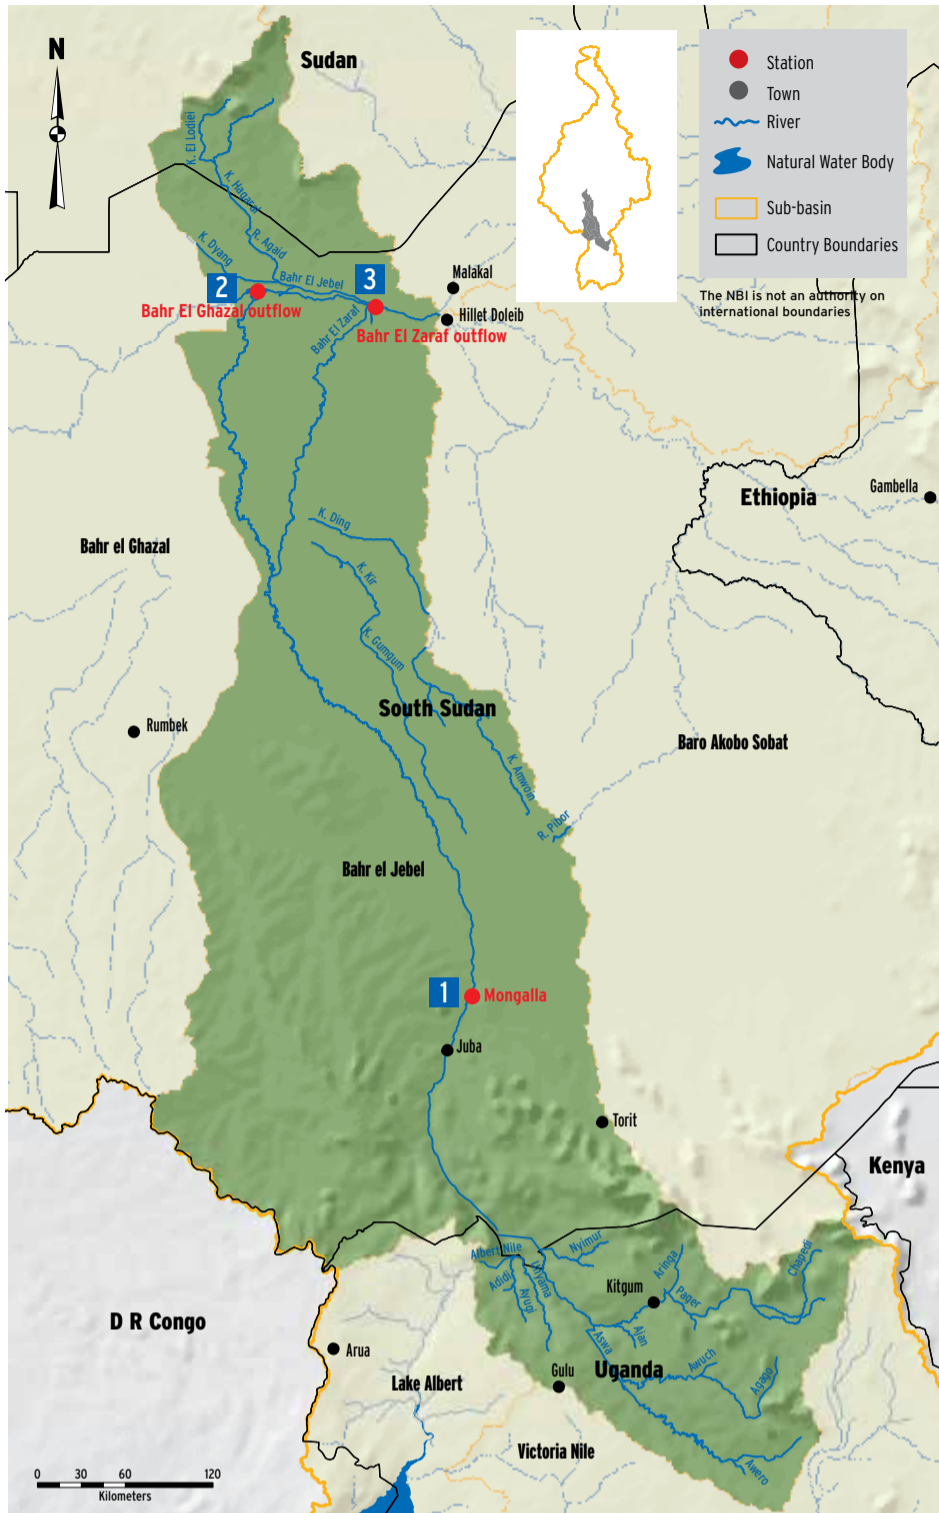 N
Sudan
Station
Town
River
Natural Water Body
Sub-basin
Country Boundaries
The NBI is not an authority on
international boundaries
K. El Lodiei
R. Agaid
K. Dyang
Bahr El Jebel
2
3
Malakal
Hillet Doleib
Bahr El Ghazal outflow
Bahr El Zaraf
Bahr El Zaraf outflow
Gambella
Ethiopia
K. Ding
Bahr el Ghazal
K. Kir
K. Gumgum
South Sudan
Rumbek
Baro Akobo Sobat
K. Amwoin
R. Pibor
Bahr el Jebel
1
Mongalla
Juba
Torit
Kenya
Albert Nile
Nyimur
Aringa
Chapedi
Adidi
Ayugi
Kitgum
Pager
D R Congo
Aswa
Ajan
Arua
Gulu
Uganda
Awuch
Agago
Lake Albert
Victoria Nile
Awero
0 30 60 120
Kilometers